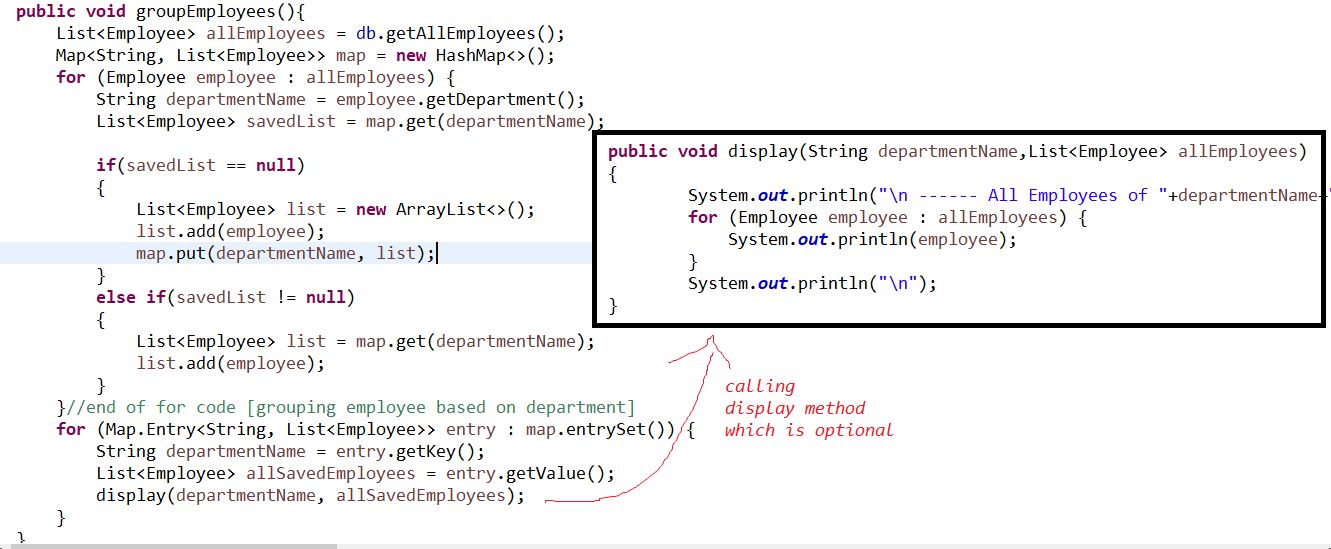 public void groupEmployees(){
List<Employee> allEmployees = db.getAllEmployees();
Map<String, List<Employee>> map = new HashMap<>();
for (Employee employee : allEmployees) {
String departmentName = employee.getDepartment();
List<Employee> savedList = map.get(departmentName);
if(savedList == null)
{
List<Employee> list = new ArrayList<>();
list.add(employee);
map.put(departmentName, list);
}
else if(savedList != null)
{
List<Employee> list = map.get(departmentName);
list.add(employee);
}
}//end of for code [grouping employee based on department]
for (Map.Entry<String, List<Employee>> entry : map.entrySet()) {
String departmentName = entry.getKey();
List<Employee> allSavedEmployees = entry.getValue();
display(departmentName, allSavedEmployees);
}
}
public void display(String departmentName,List<Employee> allEmployees)
{
System.out.println("\n ------ All Employees of "+departmentName+"
for (Employee employee : allEmployees) {
System.out.println(employee);
}
System.out.println("\n");
}
calling
display method
which is optional